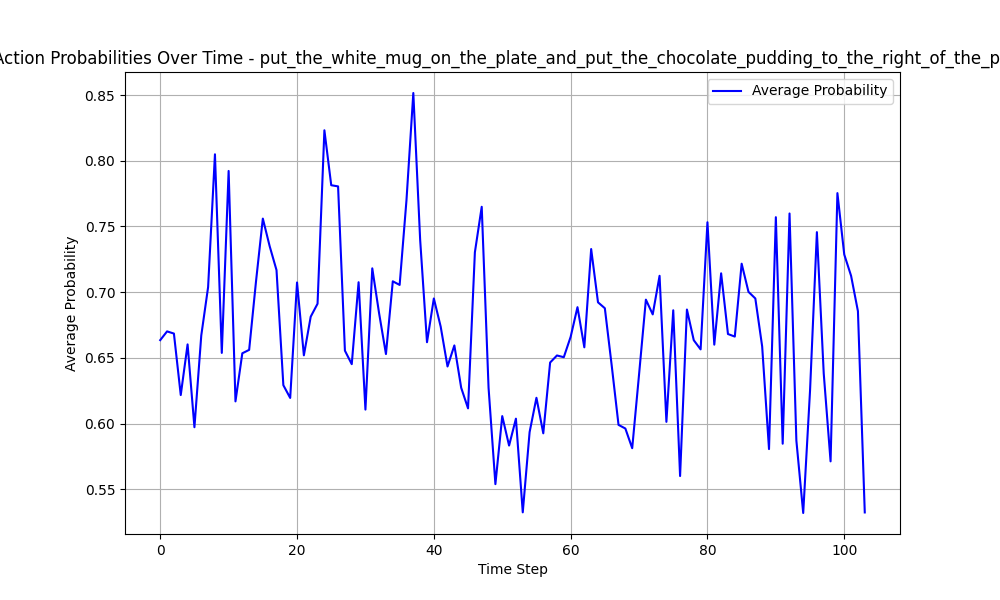 Action Probabilities Over Time - put_the_white_mug_on_the_plate_and_put_the_chocolate_pudding_to_the_right_of_the_p
Average Probability
0.85
0.80
0.75
0.70
0.65
0.60
0.55
Average Probability
0 20 40 60 80 100
Time Step